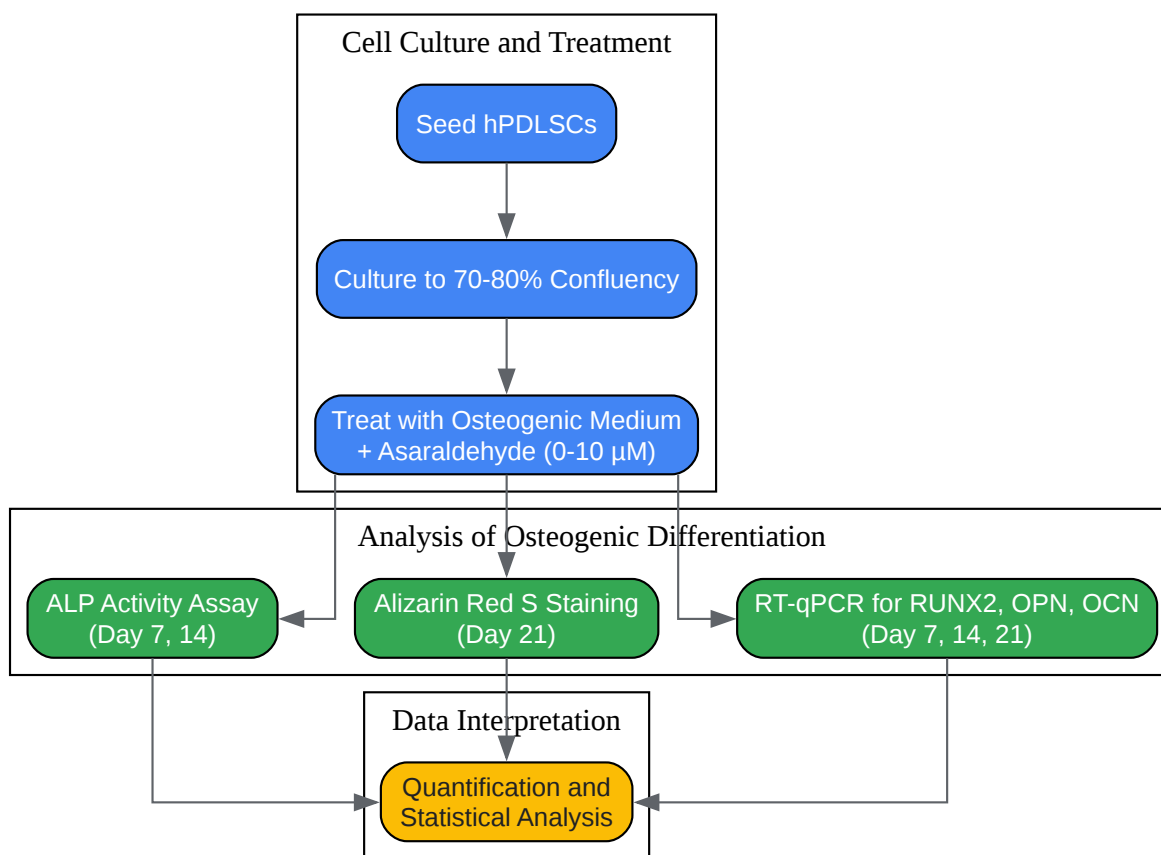 Cell Culture and Treatment
Seed hPDLSCs
Culture to 70-80% Confluency
Treat with Osteogenic Medium
+ Asaraldehyde (0-10 µM)
Analysis of Osteogenic Differentiation
ALP Activity Assay
(Day 7, 14)
Alizarin Red S Staining
(Day 21)
RT-qPCR for RUNX2, OPN, OCN
(Day 7, 14, 21)
Data Interpretation
Quantification and
Statistical Analysis